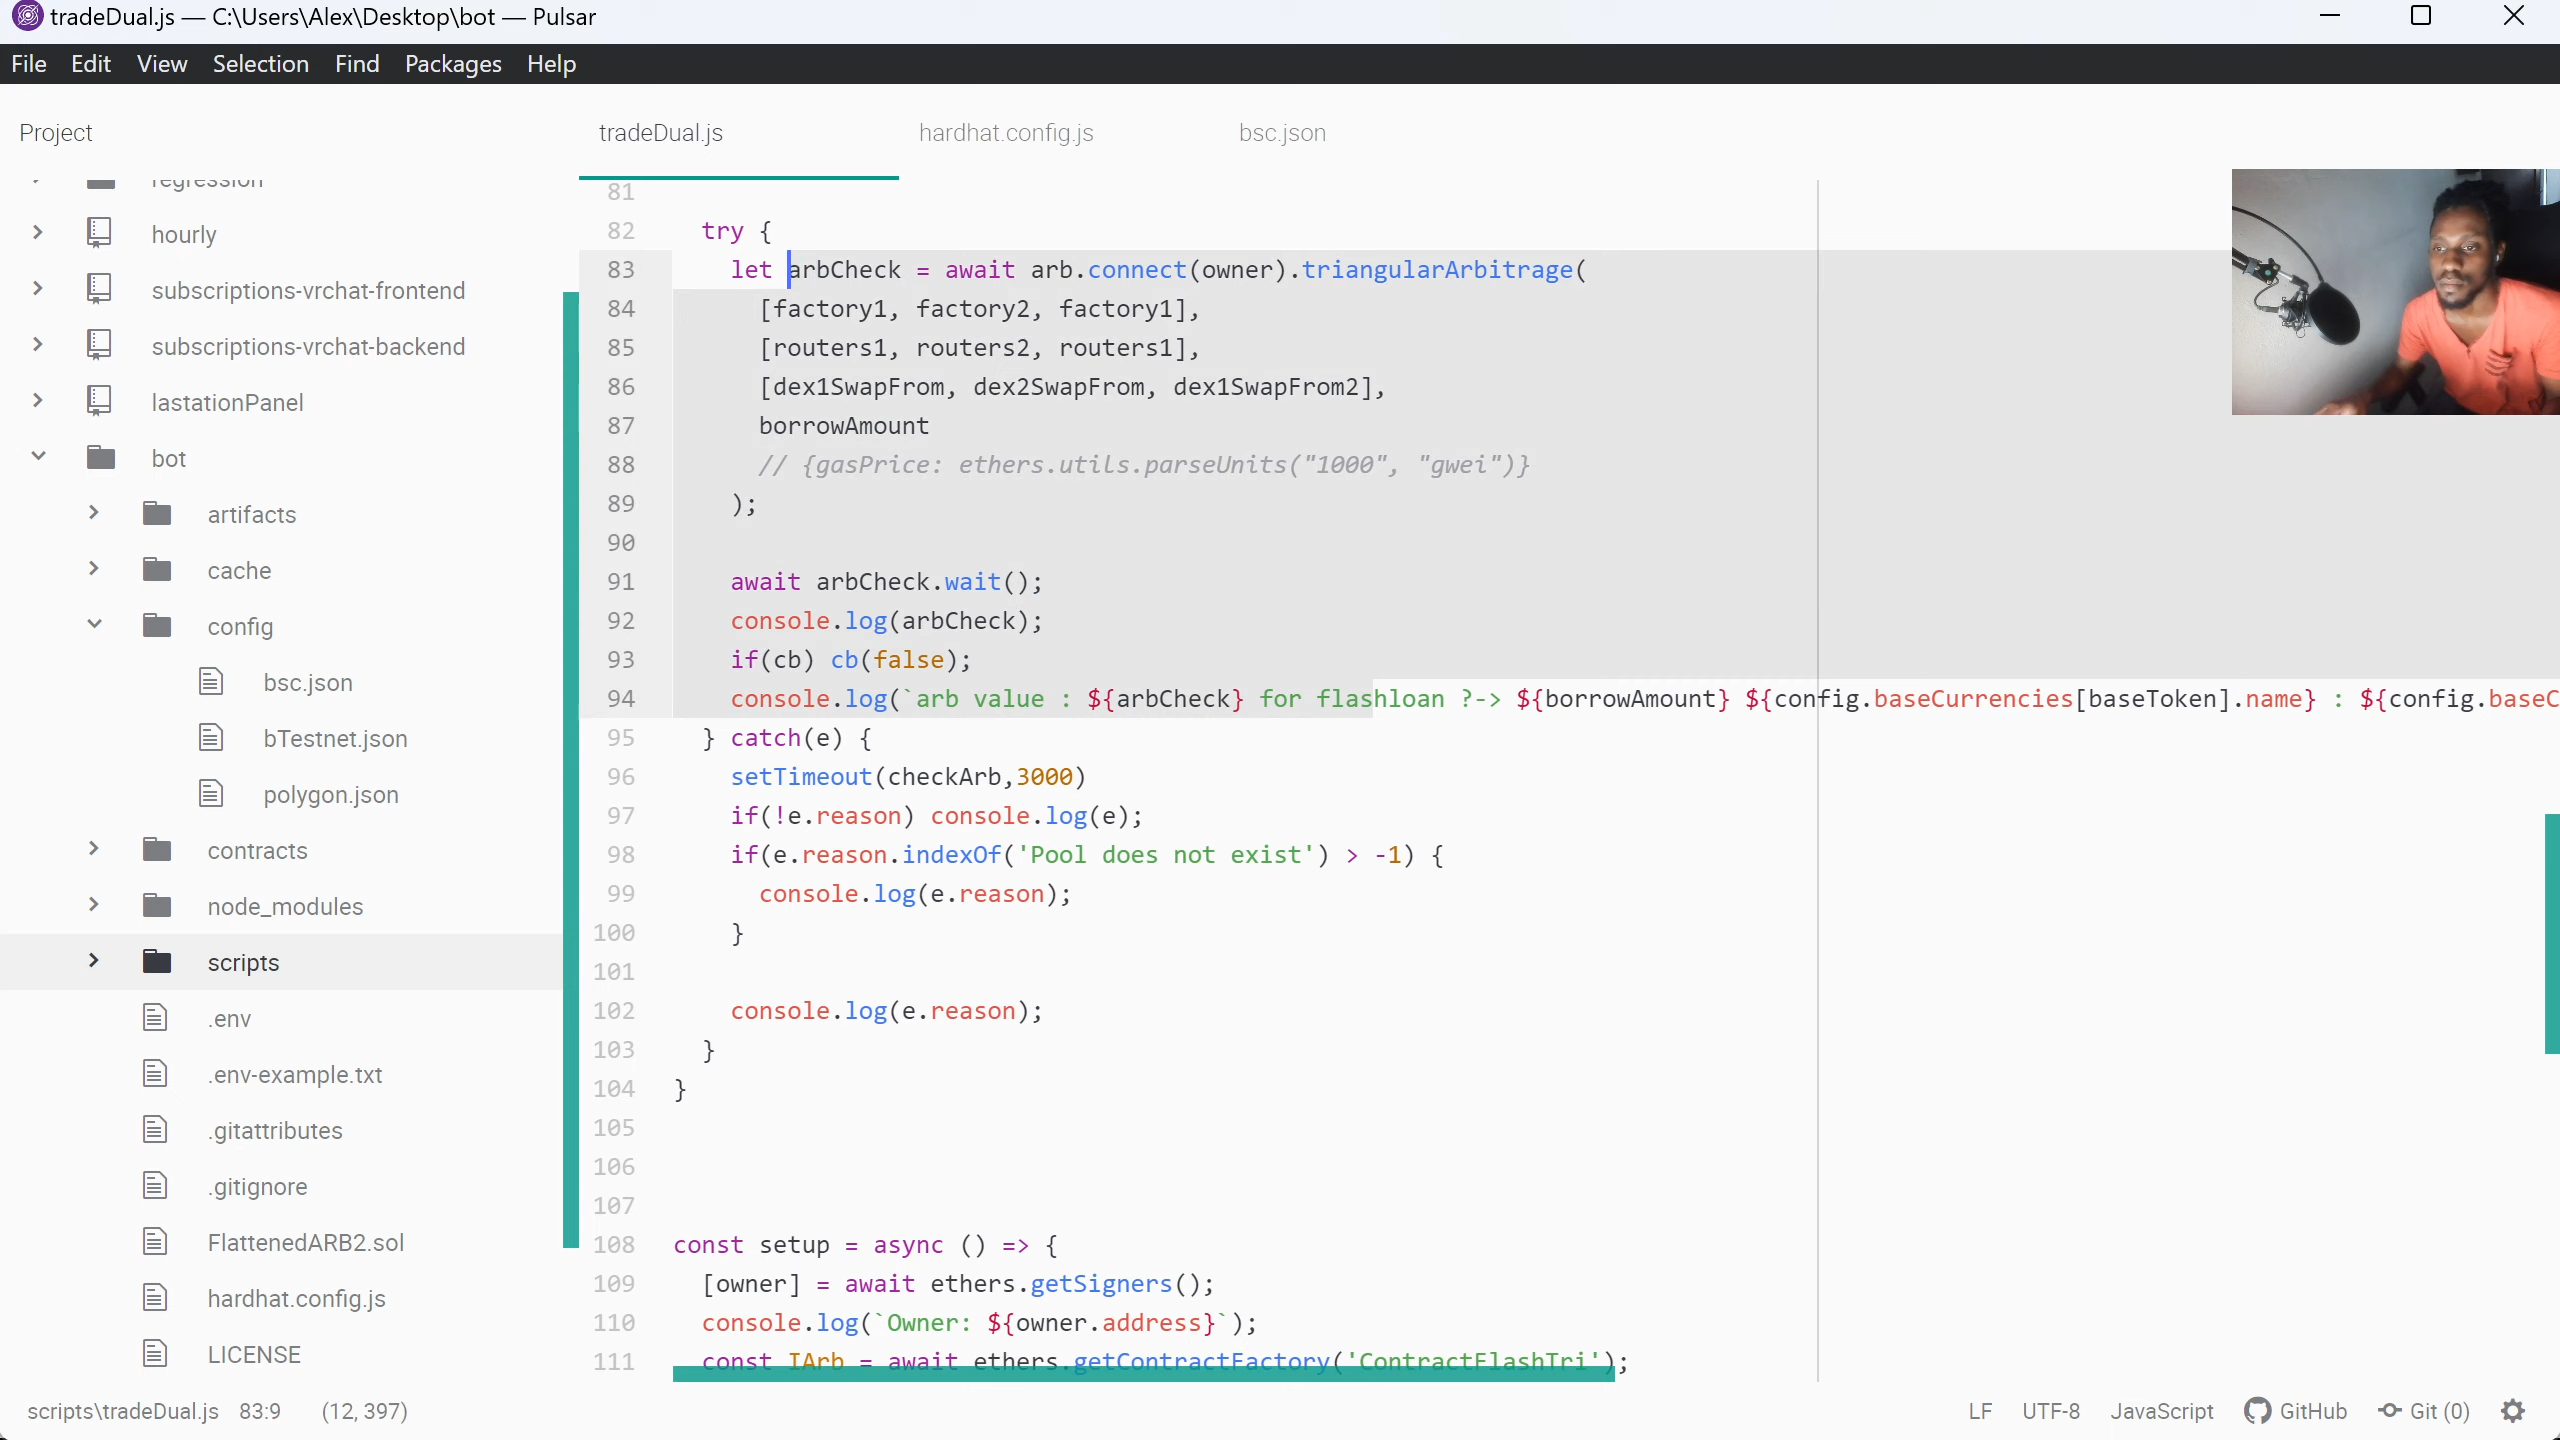 tradeDual.js — C:\Users\Alex\Desktop\bot — Pulsar
File Edit View Selection Find Packages Help
Project
regression
hourly
subscriptions-vrchat-frontend
subscriptions-vrchat-backend
lastationPanel
bot
artifacts
cache
config
bsc.json
bTestnet.json
polygon.json
contracts
node_modules
scripts
.env
.env-example.txt
.gitattributes
.gitignore
FlattenedARB2.sol
hardhat.config.js
LICENSE
tradeDual.js hardhat.config.js bsc.json
81
82 try {
83 let arbCheck = await arb.connect(owner).triangularArbitrage(
84 [factory1, factory2, factory1],
85 [routers1, routers2, routers1],
86 [dex1SwapFrom, dex2SwapFrom, dex1SwapFrom2],
87 borrowAmount
88 // {gasPrice: ethers.utils.parseUnits("1000", "gwei")}
89 );
90
91 await arbCheck.wait();
92 console.log(arbCheck);
93 if(cb) cb(false);
94 console.log(`arb value : ${arbCheck} for flashloan ?-> ${borrowAmount} ${config.baseCurrencies[baseToken].name} : ${config.baseC
95 } catch(e) {
96 setTimeout(checkArb,3000)
97 if(!e.reason) console.log(e);
98 if(e.reason.indexOf('Pool does not exist') > -1) {
99 console.log(e.reason);
100 }
101
102 console.log(e.reason);
103 }
104 }
105
106
107
108 const setup = async () => {
109 [owner] = await ethers.getSigners();
110 console.log(`Owner: ${owner.address}`);
111 const IArb = await ethers.getContractFactory('ContractFlashTri');
scripts\tradeDual.js 83:9 (12, 397) LF UTF-8 JavaScript GitHub Git (0)